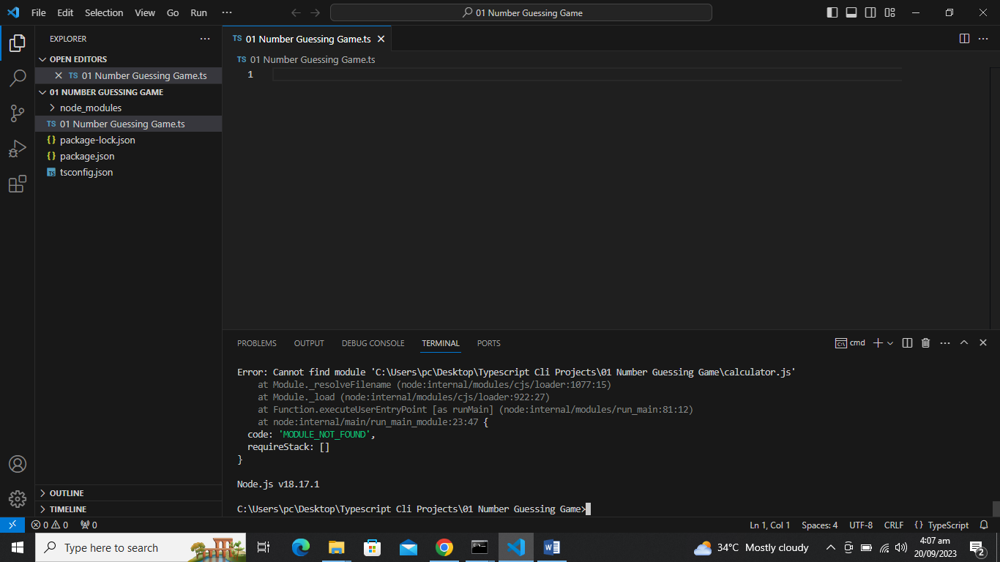 File Edit Selection View Go Run ···
01 Number Guessing Game
EXPLORER ···
OPEN EDITORS
TS 01 Number Guessing Game.ts
01 NUMBER GUESSING GAME
node_modules
TS 01 Number Guessing Game.ts
{} package-lock.json
{} package.json
TS tsconfig.json
OUTLINE
TIMELINE
TS 01 Number Guessing Game.ts
TS 01 Number Guessing Game.ts
1
PROBLEMS OUTPUT DEBUG CONSOLE TERMINAL PORTS
cmd
Error: Cannot find module 'C:\Users\pc\Desktop\Typescript Cli Projects\01 Number Guessing Game\calculator.js'
at Module._resolveFilename (node:internal/modules/cjs/loader:1077:15)
at Module._load (node:internal/modules/cjs/loader:922:27)
at Function.executeUserEntryPoint [as runMain] (node:internal/modules/run_main:81:12)
at node:internal/main/run_main_module:23:47 {
code: 'MODULE_NOT_FOUND',
requireStack: []
}
Node.js v18.17.1
C:\Users\pc\Desktop\Typescript Cli Projects\01 Number Guessing Game>
0 0 0
Ln 1, Col 1 Spaces: 4 UTF-8 CRLF {} TypeScript
Type here to search
34°C Mostly cloudy
4:07 am
20/09/2023
2